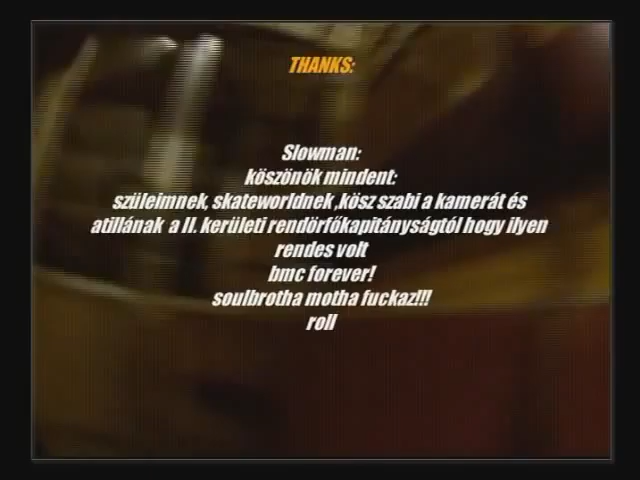 THANKS:
Slowman:
köszönök mindent:
szüleimnek, skateworldnek ,kösz szabi a kamerát és
atillának a II. kerületi rendörfőkapitányságtól hogy ilyen
rendes volt
bmc forever!
soulbrotha motha fuckaz!!!
roll